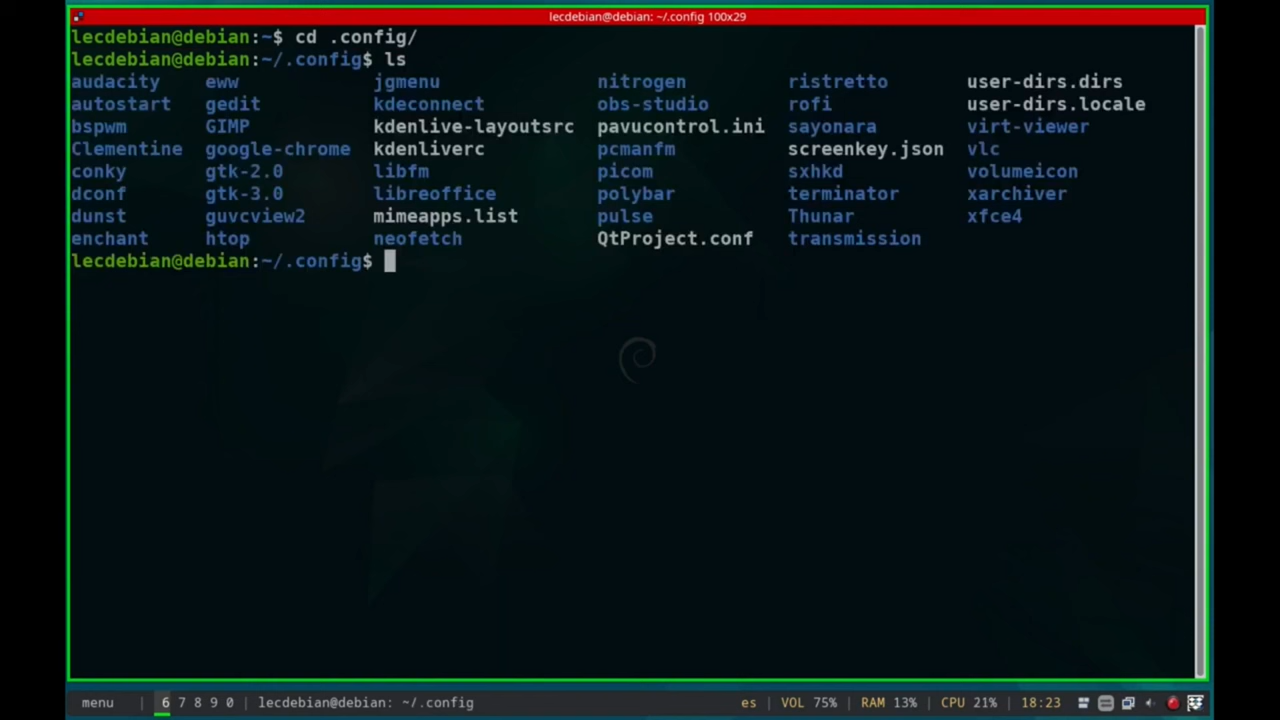 lecdebian@debian: ~/.config 100x29
lecdebian@debian:~$ cd .config/
lecdebian@debian:~/.config$ ls
audacity eww jgmenu nitrogen ristretto user-dirs.dirs
autostart gedit kdeconnect obs-studio rofi user-dirs.locale
bspwm GIMP kdenlive-layoutsrc pavucontrol.ini sayonara virt-viewer
Clementine google-chrome kdenliverc pcmanfm screenkey.json vlc
conky gtk-2.0 libfm picom sxhkd volumeicon
dconf gtk-3.0 libreoffice polybar terminator xarchiver
dunst guvcview2 mimeapps.list pulse Thunar xfce4
enchant htop neofetch QtProject.conf transmission
lecdebian@debian:~/.config$
menu | 6 7 8 9 0 | lecdebian@debian: ~/.config es | VOL 75% | RAM 13% | CPU 21% | 18:23